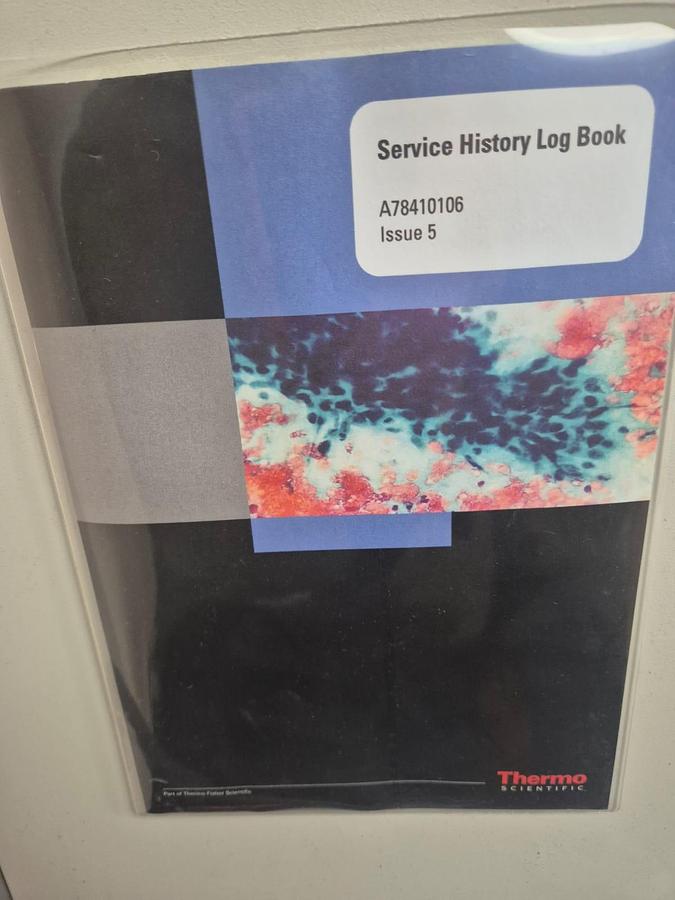 Service History Log Book
A78410106
Issue 5
Part of Thermo Fisher Scientific
Thermo
SCIENTIFIC